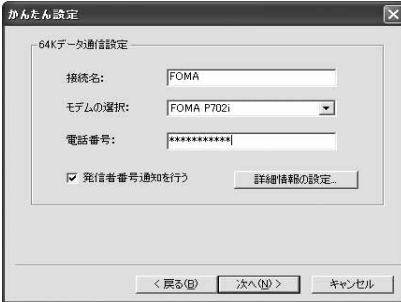 かんたん設定
64Kデータ通信設定
接続名: FOMA
モデムの選択: FOMA P702i
電話番号: ***********
発信者番号通知を行う 詳細情報の設定...
< 戻る(B) 次へ(N) > キャンセル